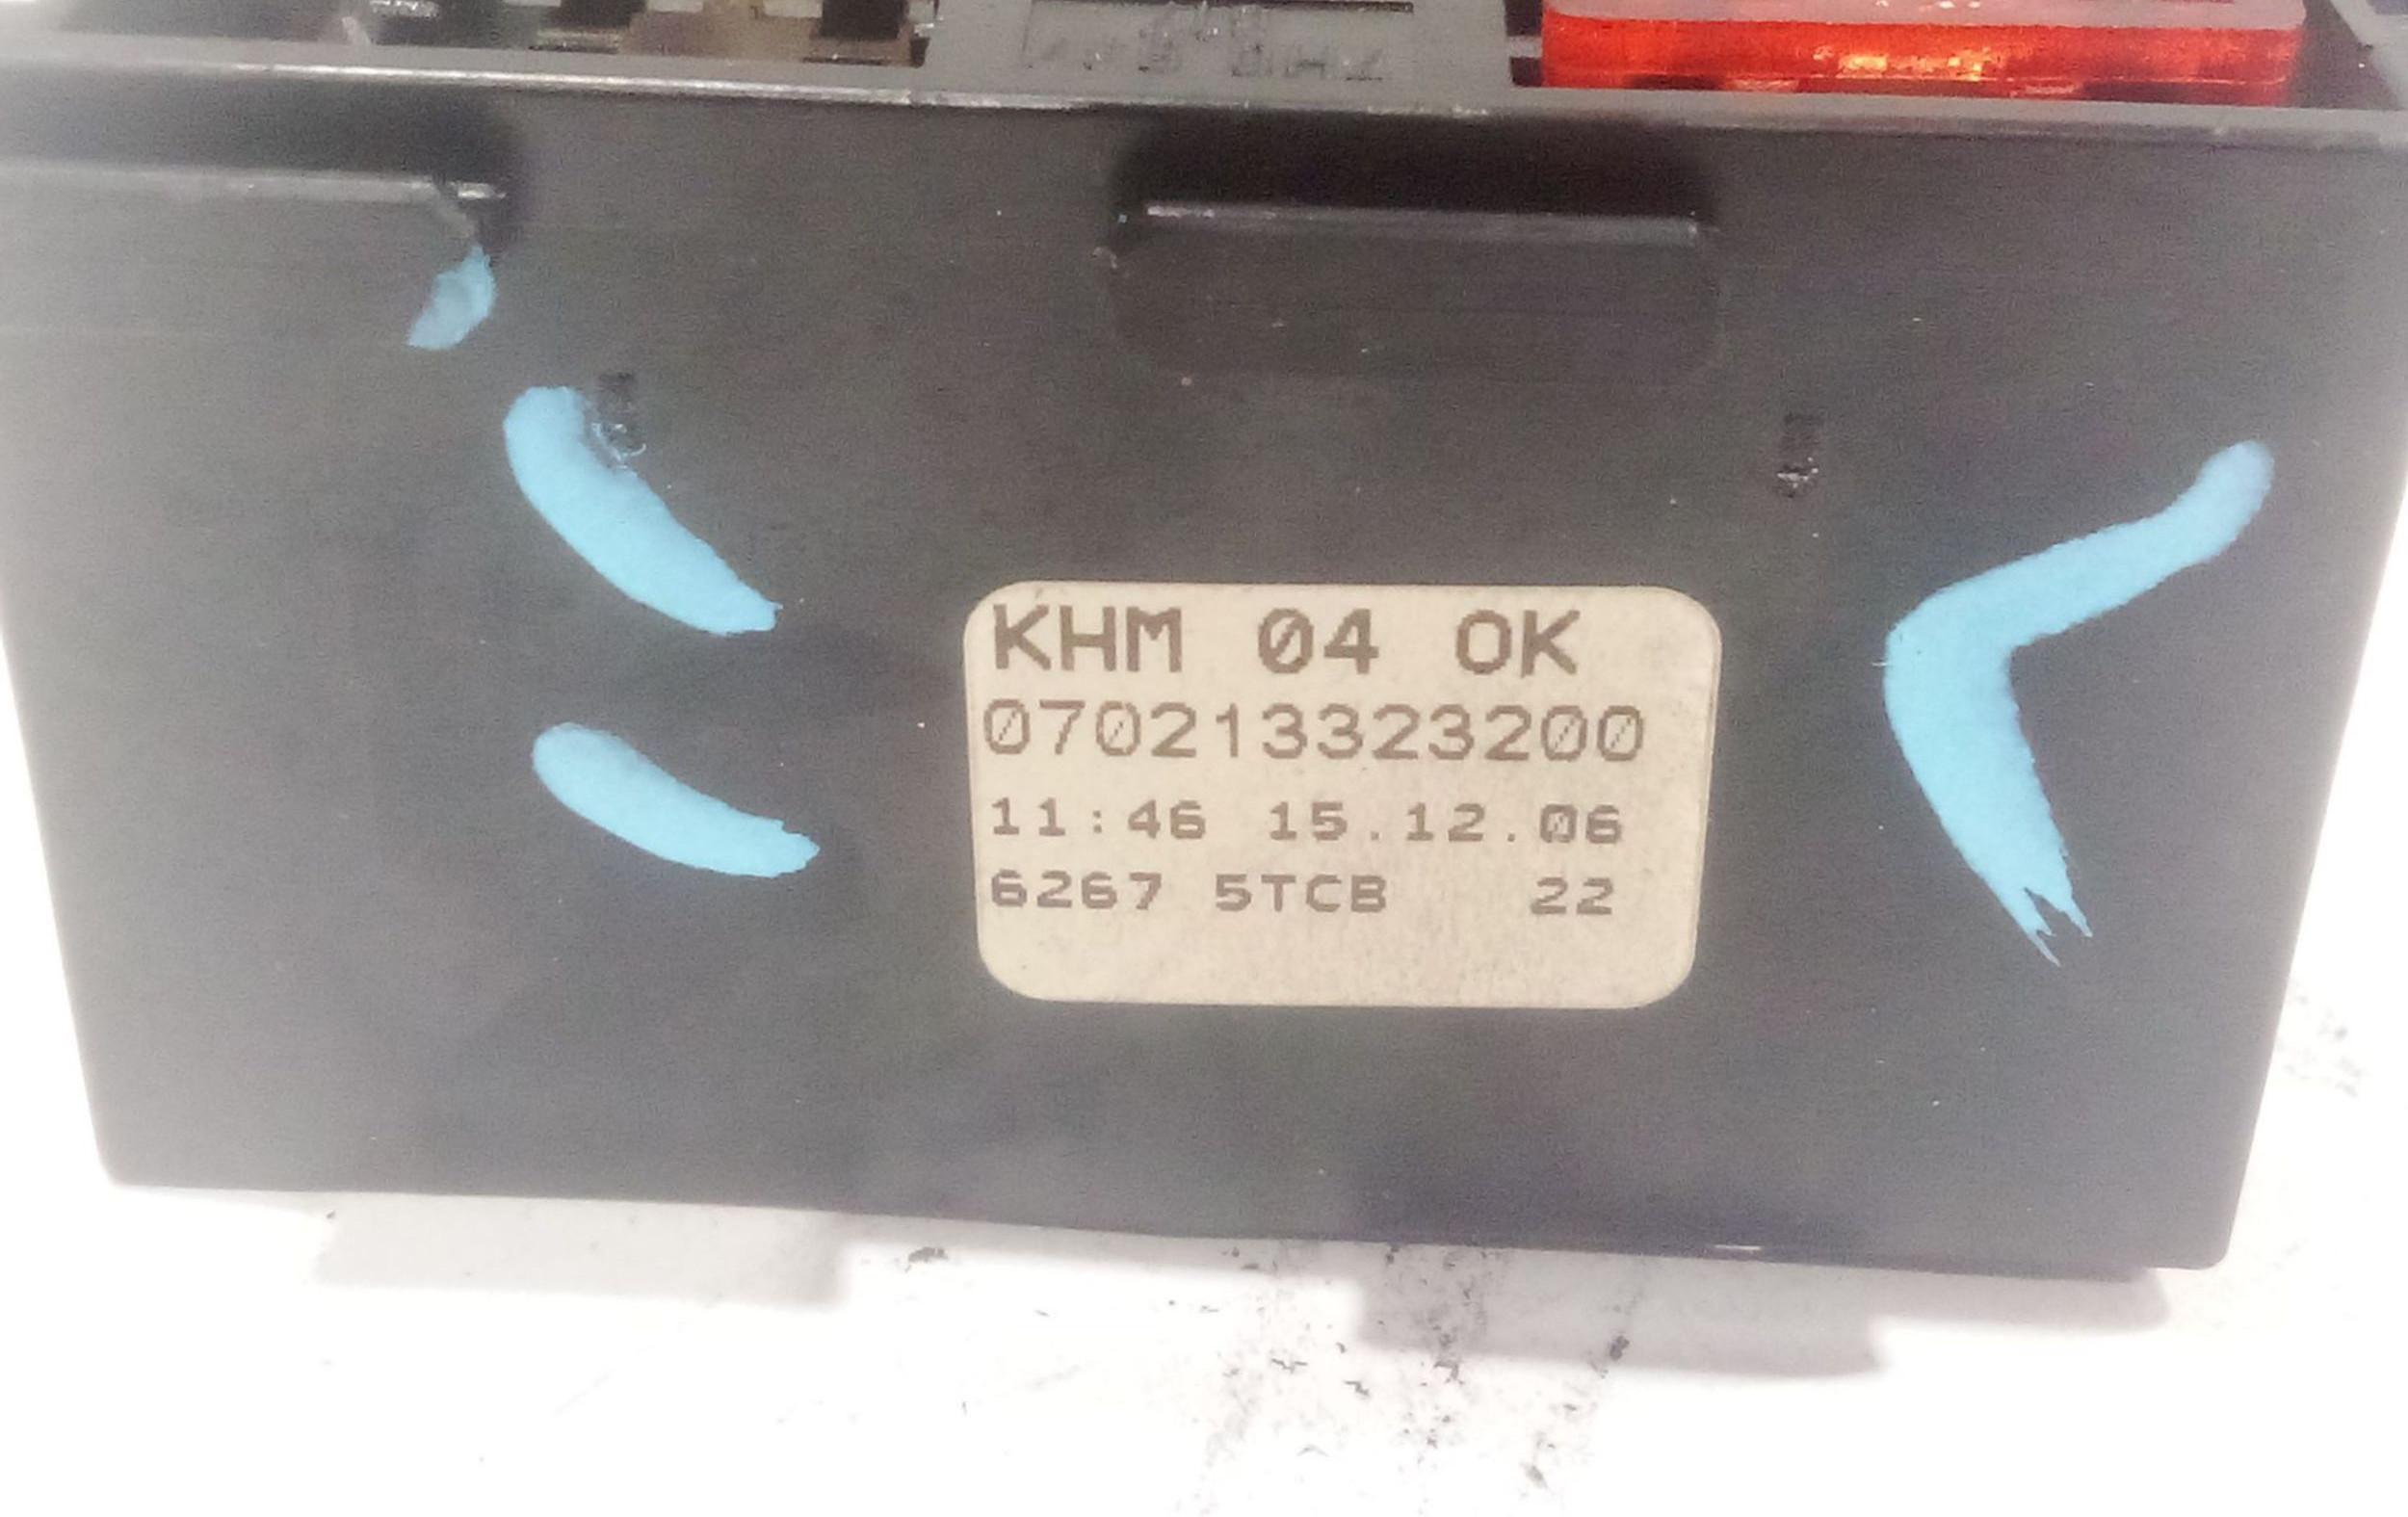 KHM 04 OK
070213323200
11:46 15.12.06
6267 5TCB 22